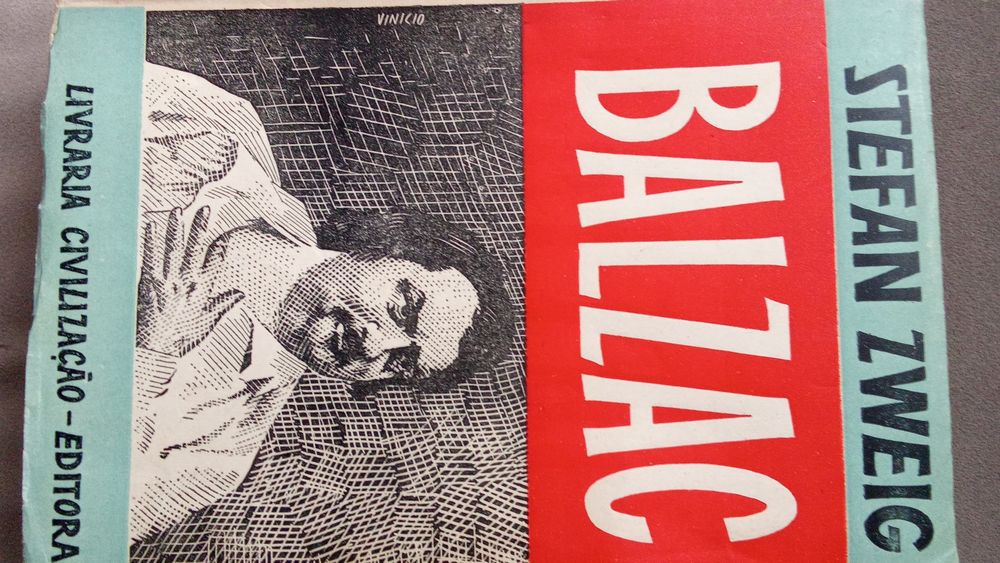 STEFAN ZWEIG
BALZAC
VINICIO
LIVRARIA CIVILIZAÇÃO - EDITORA